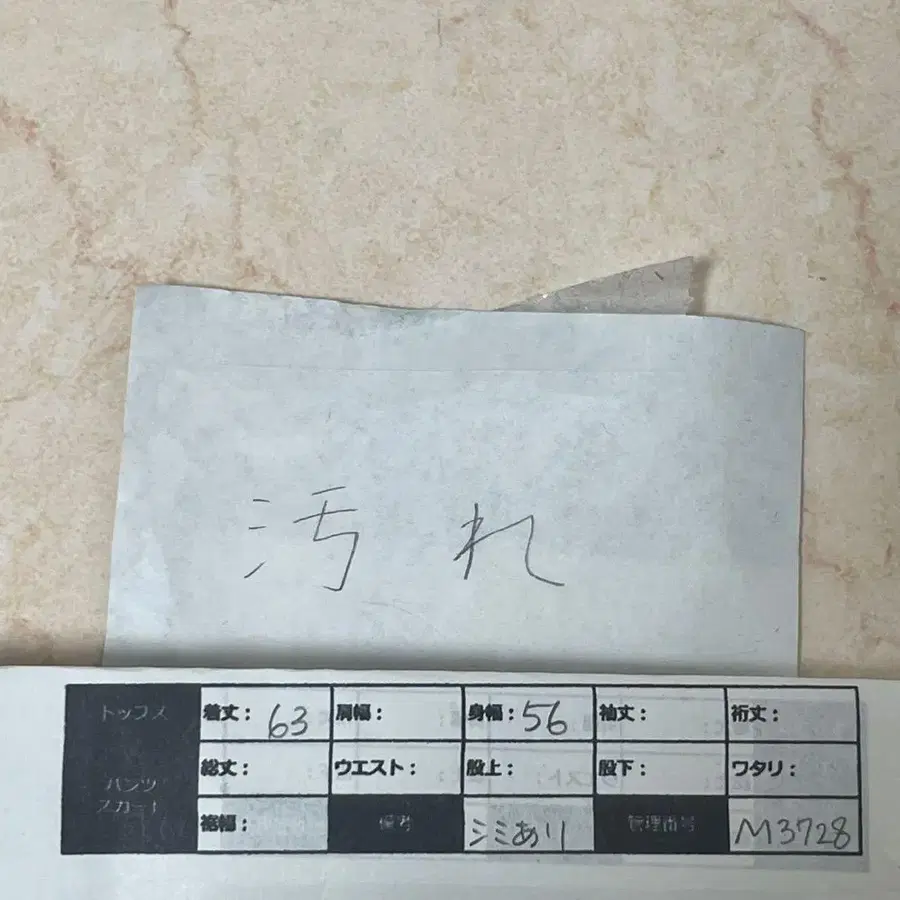 汚れ
トップス 着丈： 63 肩幅： 身幅： 56 袖丈： 裄丈：
パンツ スカート 総丈： ウエスト： 股上： 股下： ワタリ：
裾幅： 備考 シミあり 管理番号 M3728